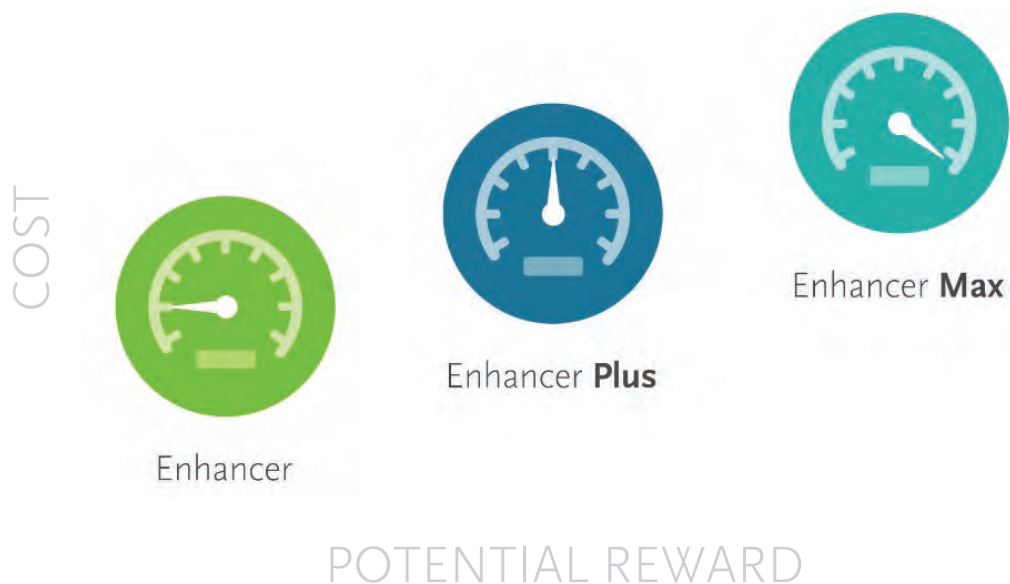 COST
Enhancer Max
Enhancer Plus
Enhancer
POTENTIAL REWARD